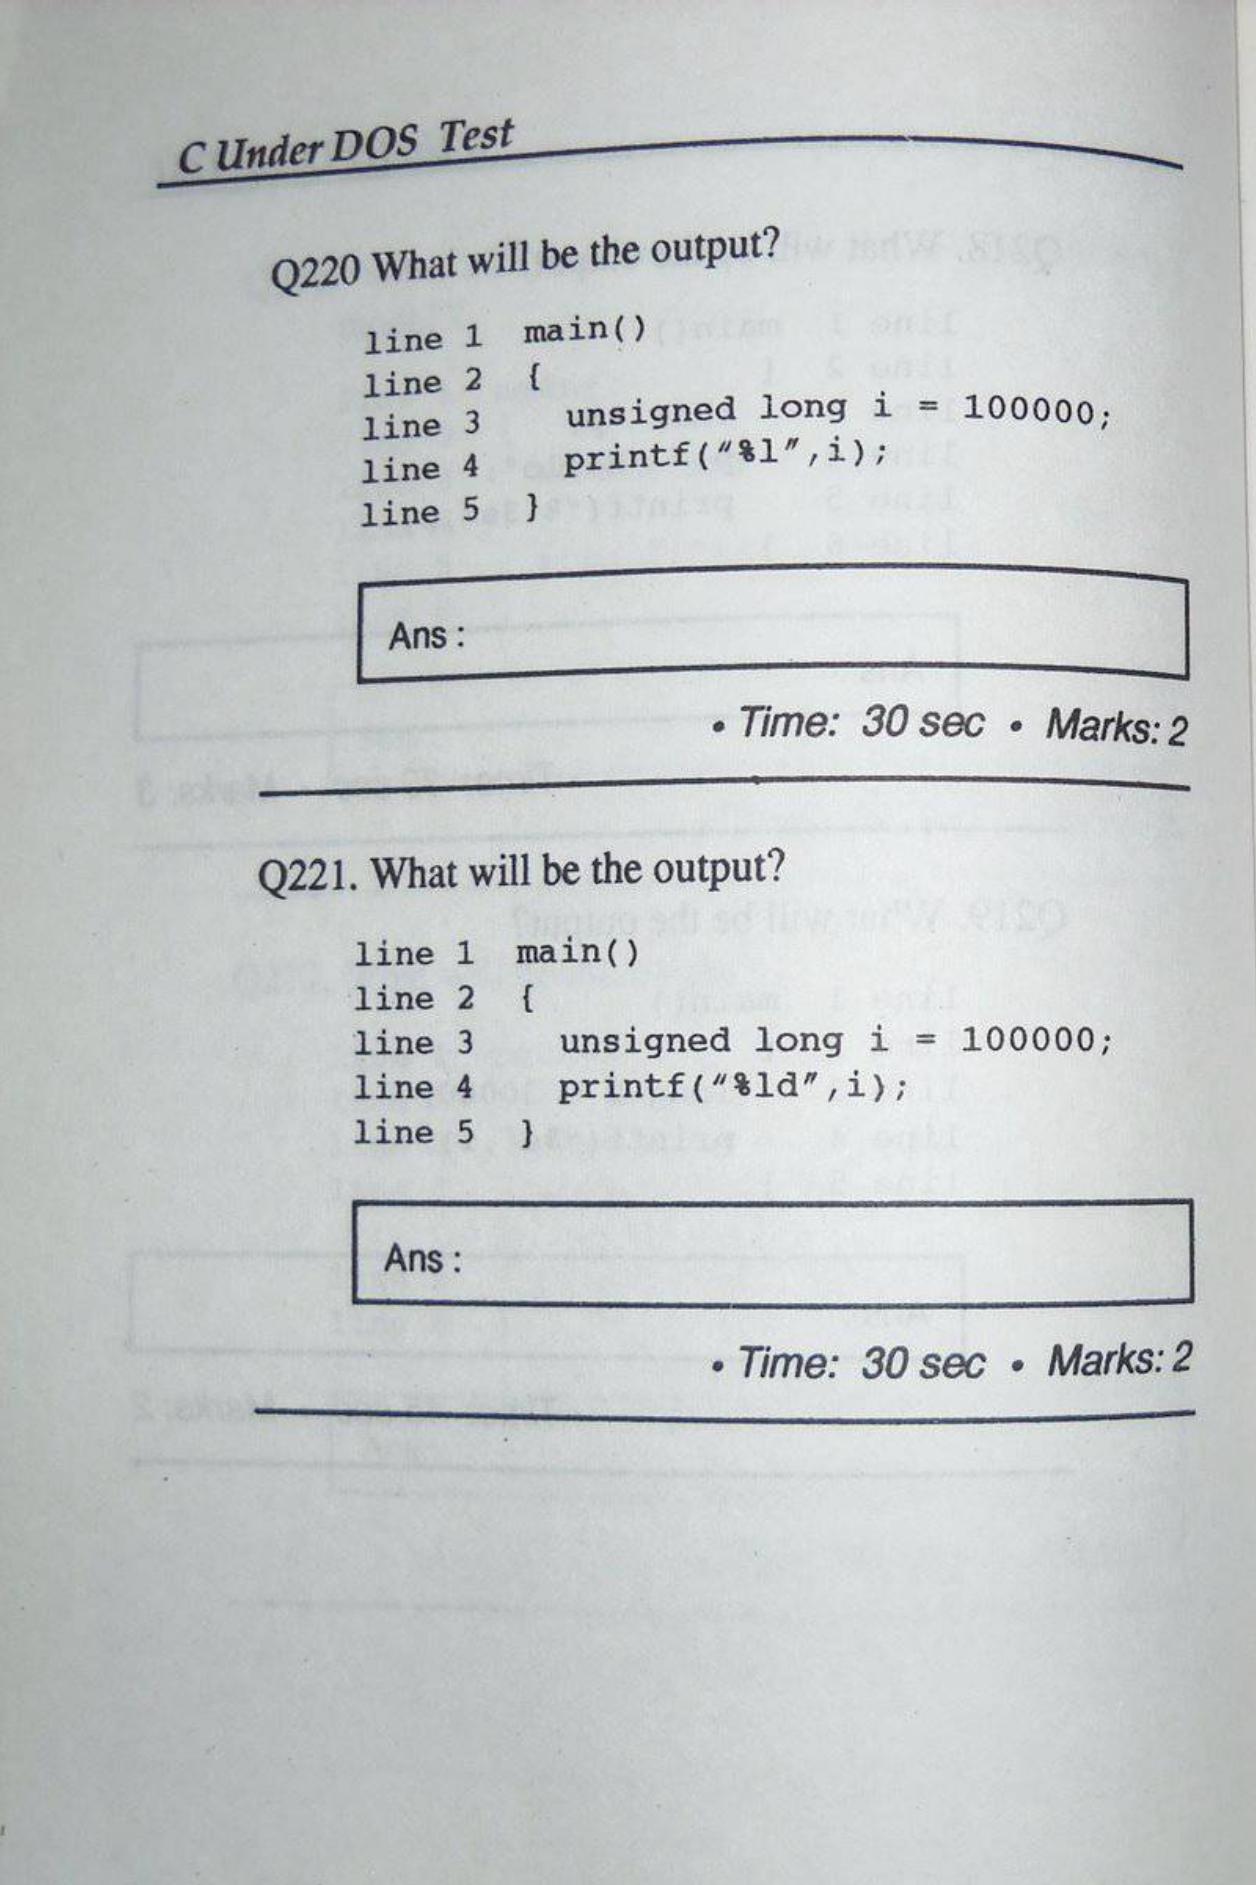 C Under DOS Test
Q220 What will be the output?
line 1 main()
line 2 {
line 3 unsigned long i = 100000;
line 4 printf("%l",i);
line 5 }
Ans :
• Time: 30 sec • Marks: 2
Q221. What will be the output?
line 1 main()
line 2 {
line 3 unsigned long i = 100000;
line 4 printf("%ld",i);
line 5 }
Ans :
• Time: 30 sec • Marks: 2